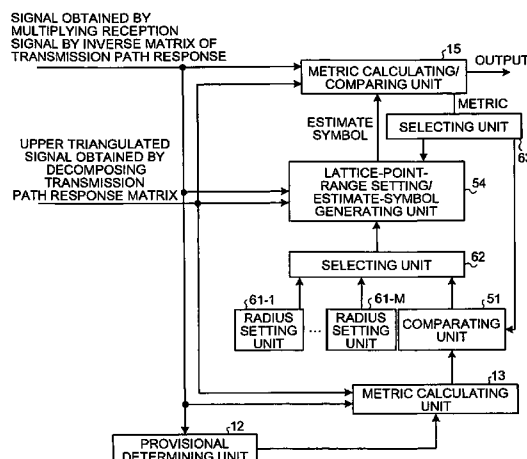 SIGNAL OBTAINED BY
MULTIPLYING RECEPTION
SIGNAL BY INVERSE MATRIX OF
TRANSMISSION PATH RESPONSE
15
OUTPUT
METRIC CALCULATING/
COMPARING UNIT
METRIC
ESTIMATE
SYMBOL
SELECTING UNIT
63
UPPER TRIANGULATED
SIGNAL OBTAINED BY
DECOMPOSING
TRANSMISSION
PATH RESPONSE MATRIX
LATTICE-POINT-
RANGE SETTING/
ESTIMATE-SYMBOL
GENERATING UNIT
54
SELECTING UNIT
62
61-1
61-M
51
RADIUS
SETTING
UNIT
...
RADIUS
SETTING
UNIT
COMPARATING
UNIT
13
METRIC CALCULATING
UNIT
12
PROVISIONAL
DETERMINING UNIT